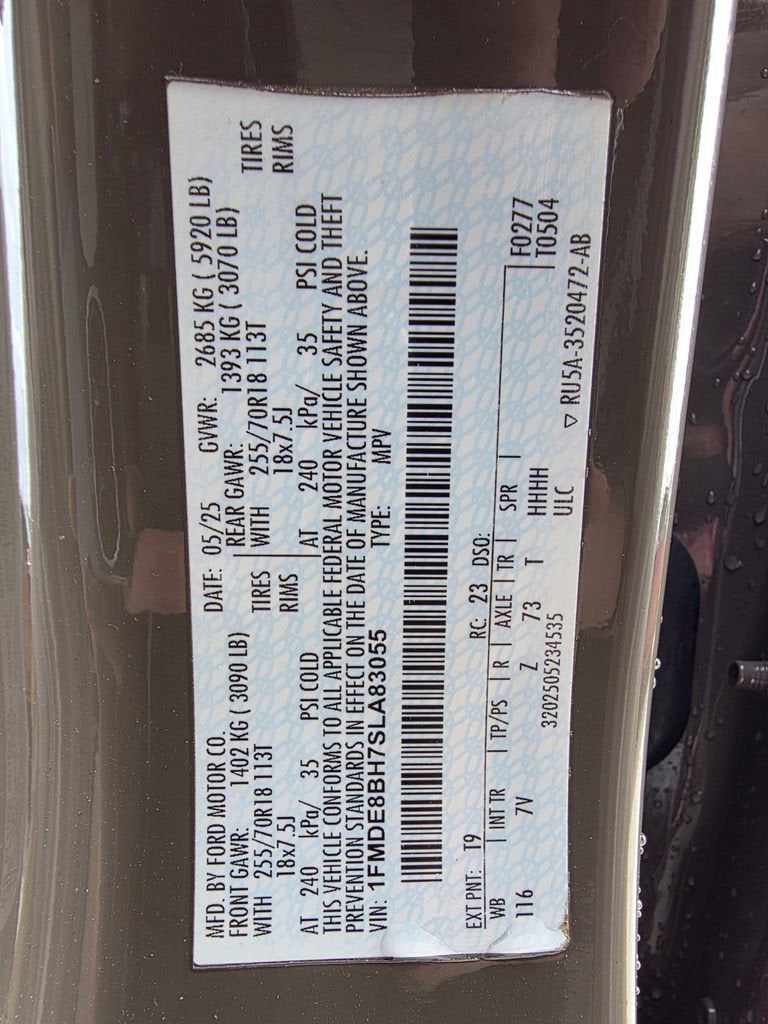 MFD. BY FORD MOTOR CO.
DATE: 05/25 GVWR: 2685 KG ( 5920 LB)
FRONT GAWR: 1402 KG ( 3090 LB) REAR GAWR: 1393 KG ( 3070 LB)
WITH 255/70R18 113T TIRES WITH 255/70R18 113T TIRES
18x7.5J RIMS 18x7.5J RIMS
AT 240 kPa/ 35 PSI COLD AT 240 kPa/ 35 PSI COLD
THIS VEHICLE CONFORMS TO ALL APPLICABLE FEDERAL MOTOR VEHICLE SAFETY AND THEFT
PREVENTION STANDARDS IN EFFECT ON THE DATE OF MANUFACTURE SHOWN ABOVE.
VIN: 1FMDE8BH7SLA83055 TYPE: MPV
EXT PNT: T9 RC: 23 DSO: F0277
WB INT TR TP/PS R AXLE TR SPR T0504
116 7V Z 73 T HHHH
3202505234535 ULC ▽ RU5A-3520472-AB